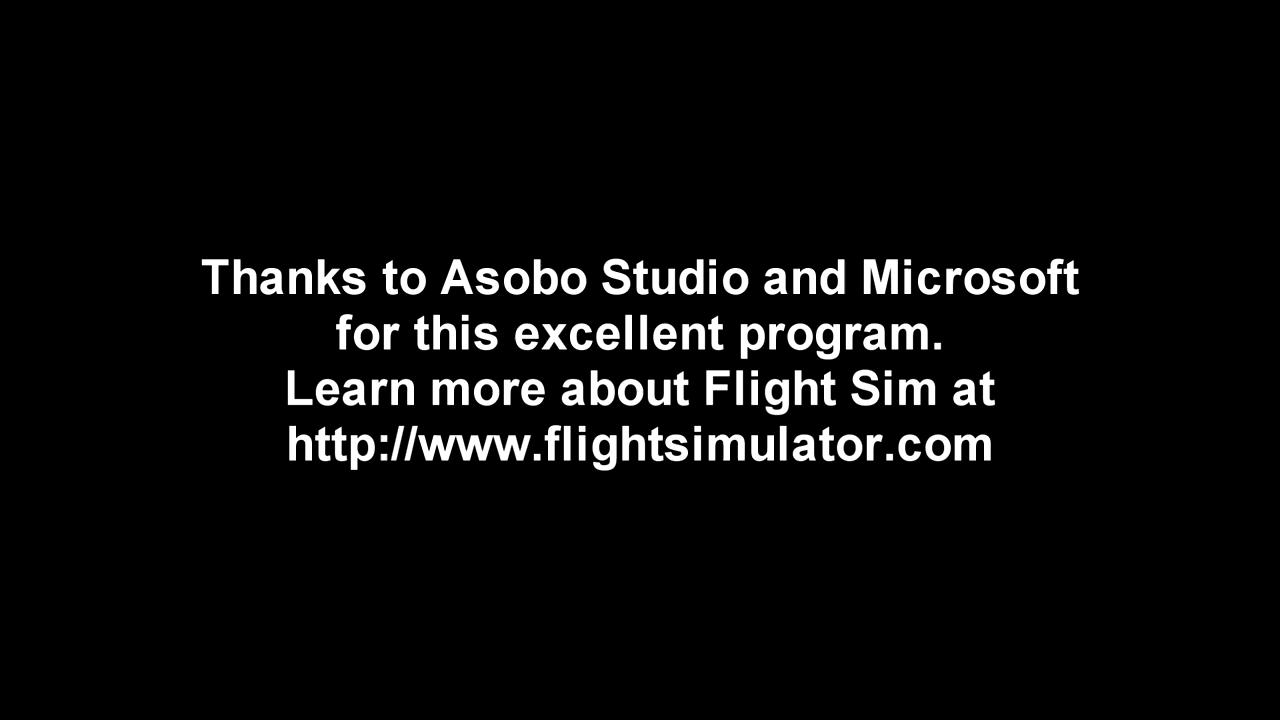 Thanks to Asobo Studio and Microsoft
for this excellent program.
Learn more about Flight Sim at
http://www.flightsimulator.com